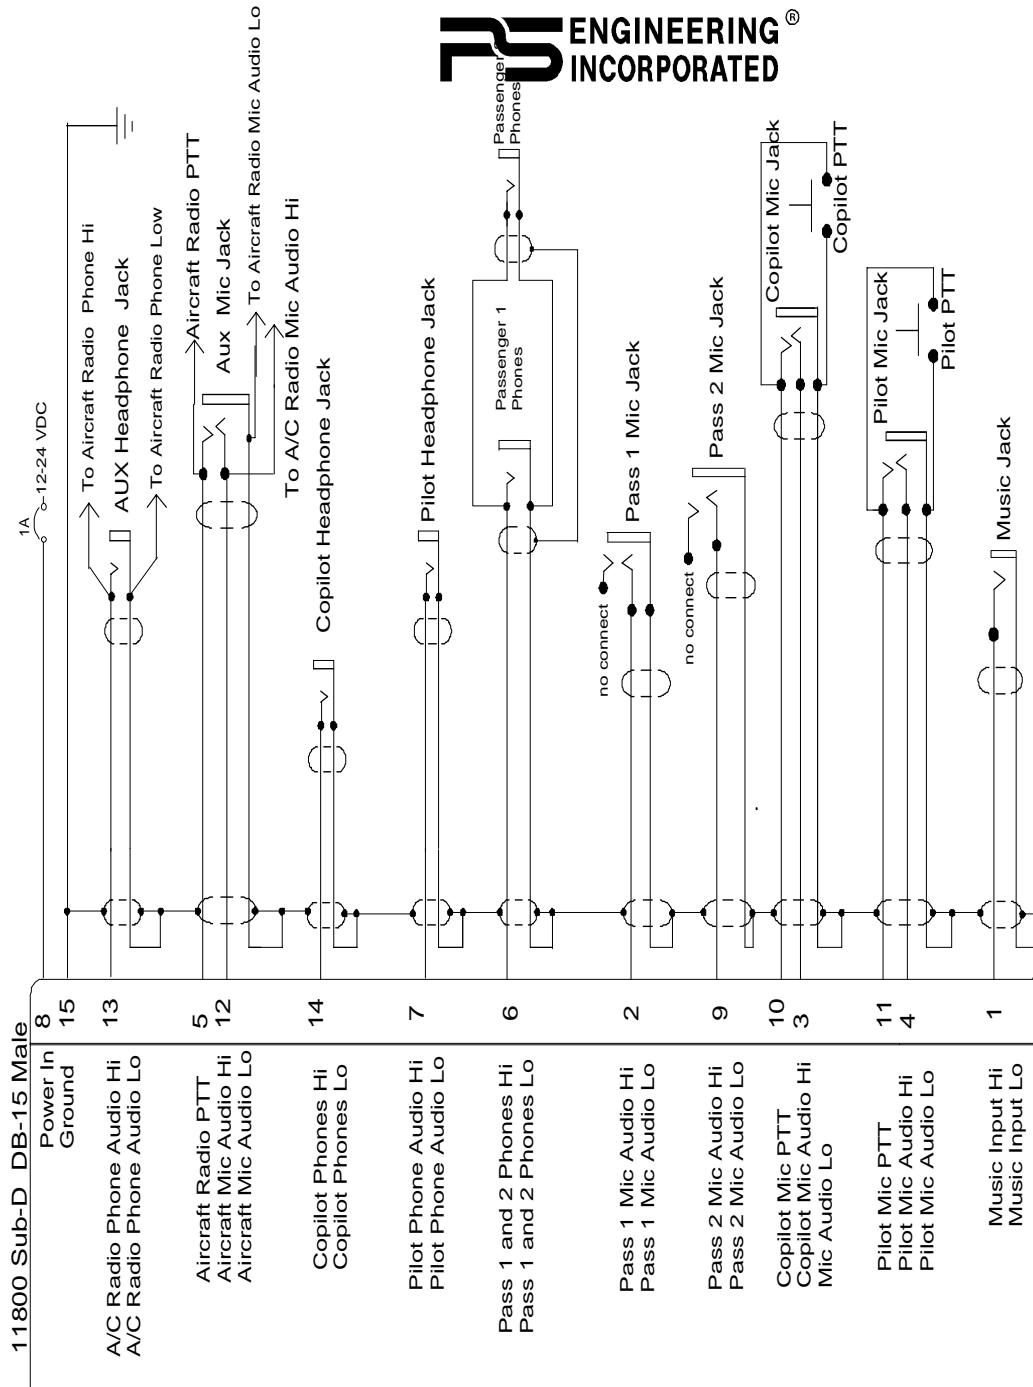 ENGINEERING ®
INCORPORATED
11800 Sub-D DB-15 Male
Power In
Ground
8
15
1A
12-24 VDC
A/C Radio Phone Audio Hi
A/C Radio Phone Audio Lo
13
To Aircraft Radio Phone Hi
AUX Headphone Jack
To Aircraft Radio Phone Low
Aircraft Radio PTT
Aircraft Mic Audio Hi
Aircraft Mic Audio Lo
5
12
Aircraft Radio PTT
Aux Mic Jack
To Aircraft Radio Mic Audio Lo
To A/C Radio Mic Audio Hi
Copilot Phones Hi
Copilot Phones Lo
14
Copilot Headphone Jack
Pilot Phone Audio Hi
Pilot Phone Audio Lo
7
Pilot Headphone Jack
Pass 1 and 2 Phones Hi
Pass 1 and 2 Phones Lo
6
Passenger 1
Phones
Passenger
Phones
Pass 1 Mic Audio Hi
Pass 1 Mic Audio Lo
2
no connect
Pass 1 Mic Jack
Pass 2 Mic Audio Hi
Pass 2 Mic Audio Lo
9
no connect
Pass 2 Mic Jack
Copilot Mic PTT
Copilot Mic Audio Hi
Mic Audio Lo
10
3
Copilot Mic Jack
Copilot PTT
Pilot Mic PTT
Pilot Mic Audio Hi
Pilot Mic Audio Lo
11
4
Pilot Mic Jack
Pilot PTT
Music Input Hi
Music Input Lo
1
Music Jack